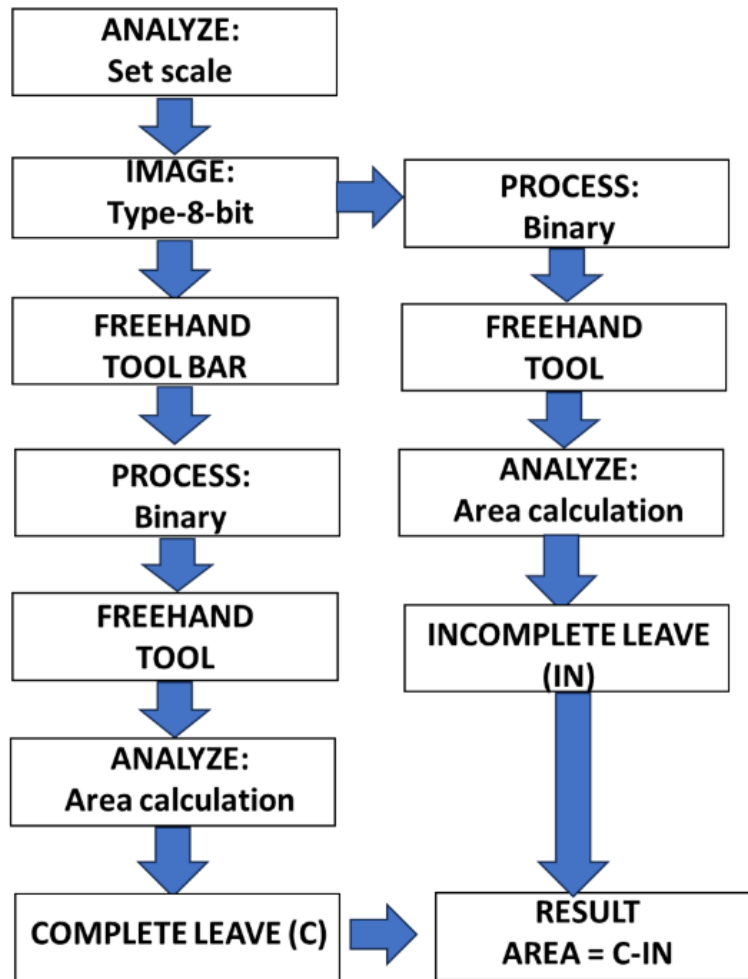 ANALYZE:
Set scale
IMAGE:
Type-8-bit
FREEHAND
TOOL BAR
PROCESS:
Binary
FREEHAND
TOOL
ANALYZE:
Area calculation
COMPLETE LEAVE (C)
PROCESS:
Binary
FREEHAND
TOOL
ANALYZE:
Area calculation
INCOMPLETE LEAVE
(IN)
RESULT
AREA = C-IN